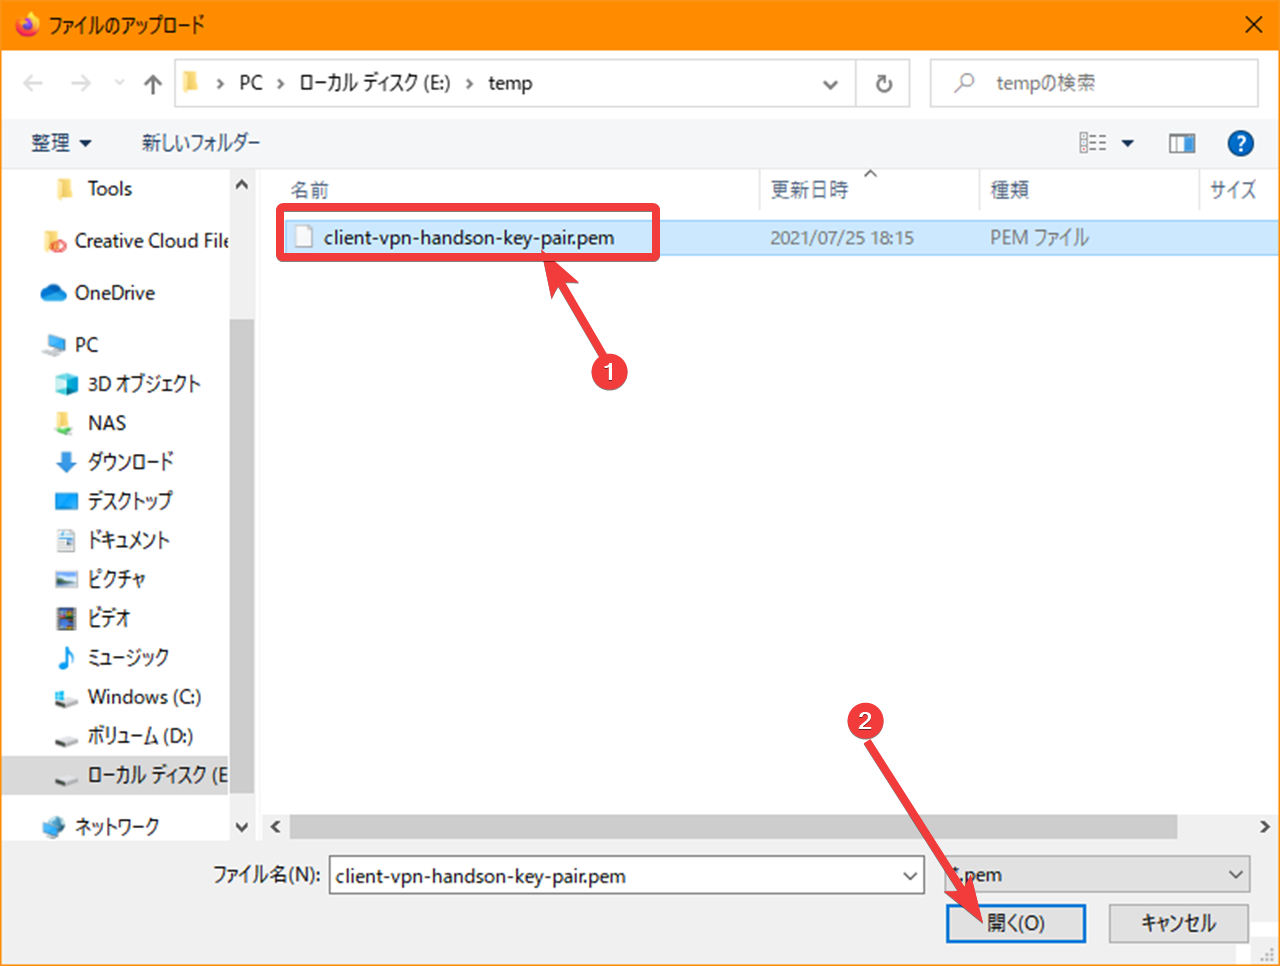 ファイルのアップロード
PC › ローカル ディスク (E:) › temp
tempの検索
整理
新しいフォルダー
?
名前
更新日時
種類
サイズ
client-vpn-handson-key-pair.pem
2021/07/25 18:15
PEM ファイル
1
Tools
Creative Cloud File
OneDrive
PC
3D オブジェクト
NAS
ダウンロード
デスクトップ
ドキュメント
ピクチャ
ビデオ
ミュージック
Windows (C:)
ボリューム (D:)
ローカル ディスク (E
ネットワーク
2
ファイル名(N):
client-vpn-handson-key-pair.pem
*.pem
開く(O)
キャンセル